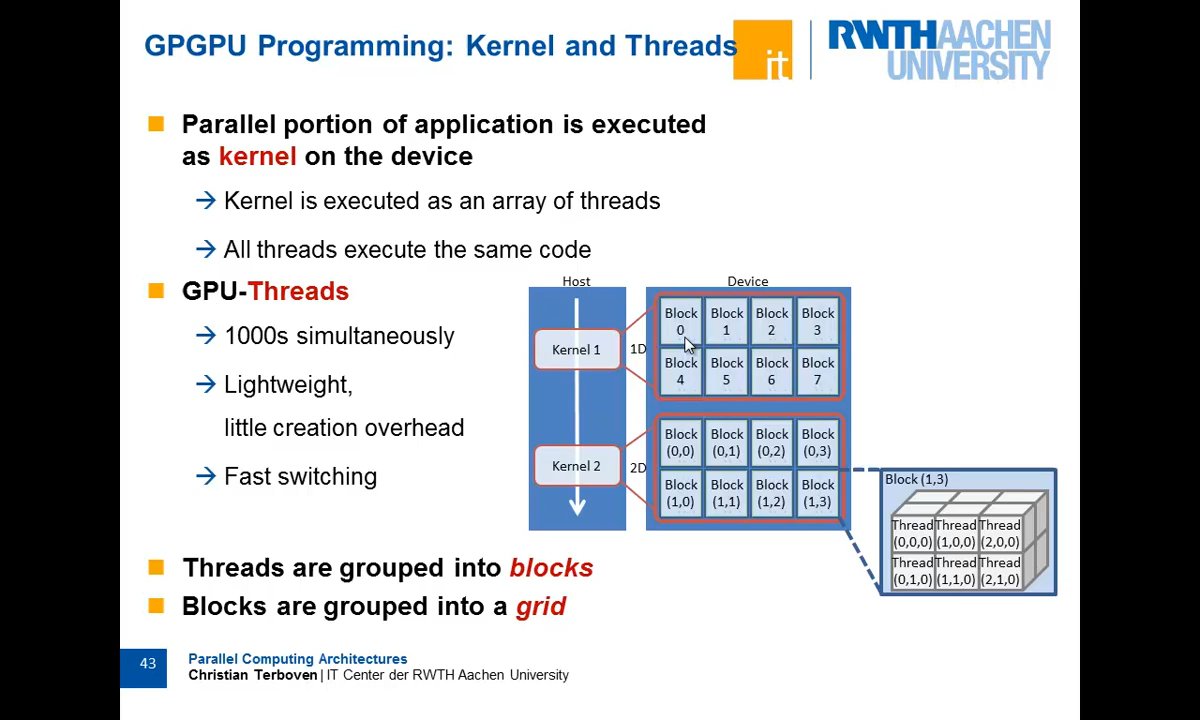 GPGPU Programming: Kernel and Threads
it
RWTHAACHEN
UNIVERSITY
Parallel portion of application is executed
as kernel on the device
→ Kernel is executed as an array of threads
→ All threads execute the same code
GPU-Threads
→ 1000s simultaneously
→ Lightweight,
little creation overhead
→ Fast switching
Host
Device
Kernel 1
1D
Block Block Block Block
0 1 2 3
Block Block Block Block
4 5 6 7
Kernel 2
2D
Block Block Block Block
(0,0) (0,1) (0,2) (0,3)
Block Block Block Block
(1,0) (1,1) (1,2) (1,3)
Block (1,3)
Thread Thread Thread
(0,0,0) (1,0,0) (2,0,0)
Thread Thread Thread
(0,1,0) (1,1,0) (2,1,0)
Threads are grouped into blocks
Blocks are grouped into a grid
43
Parallel Computing Architectures
Christian Terboven | IT Center der RWTH Aachen University